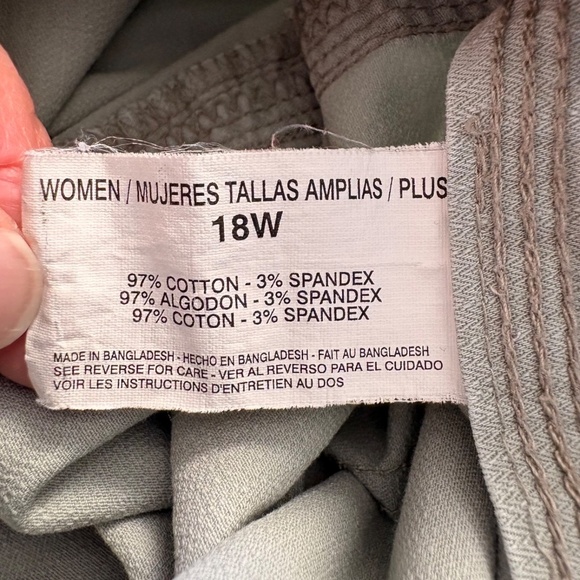 WOMEN / MUJERES TALLAS AMPLIAS / PLUS
18W
97% COTTON - 3% SPANDEX
97% ALGODON - 3% SPANDEX
97% COTON - 3% SPANDEX
MADE IN BANGLADESH - HECHO EN BANGLADESH - FAIT AU BANGLADESH
SEE REVERSE FOR CARE - VER AL REVERSO PARA EL CUIDADO
VOIR LES INSTRUCTIONS D'ENTRETIEN AU DOS